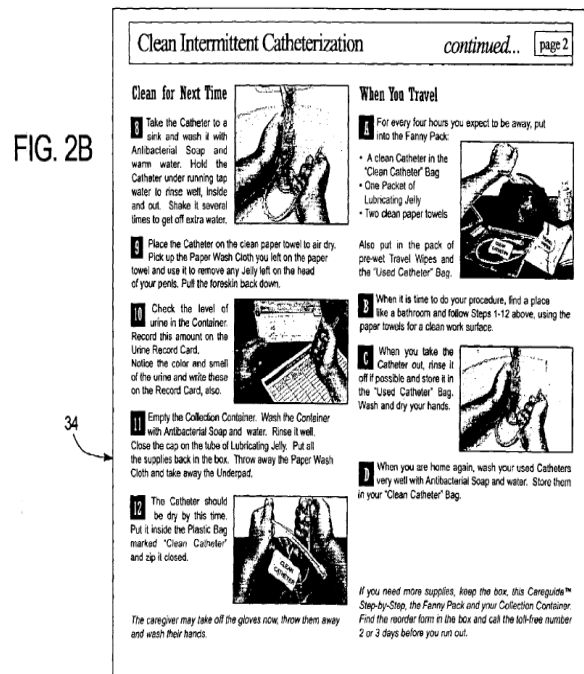 FIG. 2B
34
Clean Intermittent Catheterization continued... page 2
Clean for Next Time
8 Take the Catheter to a
sink and wash it with
Antibacterial Soap and
warm water. Hold the
Catheter under running tap
water to rinse well, inside
and out. Shake it several
times to get off extra water.
9 Place the Catheter on the clean paper towel to air dry.
Pick up the Paper Wash Cloth you left on the paper
towel and use it to remove any Jelly left on the head
of your penis. Pull the foreskin back down.
10 Check the level of
urine in the Container.
Record this amount on the
Urine Record Card.
Notice the color and smell
of the urine and write these
on the Record Card, also.
11 Empty the Collection Container. Wash the Container
with Antibacterial Soap and water. Rinse it well.
Close the cap on the tube of Lubricating Jelly. Put all
the supplies back in the box. Throw away the Paper Wash
Cloth and take away the Underpad.
12 The Catheter should
be dry by this time.
Put it inside the Plastic Bag
marked "Clean Catheter"
and zip it closed.
CLEAN
CATHETER
The caregiver may take off the gloves now, throw them away
and wash their hands.
When You Travel
A For every four hours you expect to be away, put
into the Fanny Pack:
• A clean Catheter in the
"Clean Catheter" Bag
• One Packet of
Lubricating Jelly
• Two clean paper towels
Also put in the pack of
pre-wet Travel Wipes and
the "Used Catheter" Bag.
B When it is time to do your procedure, find a place
like a bathroom and follow Steps 1-12 above, using the
paper towels for a clean work surface.
C When you take the
Catheter out, rinse it
off if possible and store it in
the "Used Catheter" Bag.
Wash and dry your hands.
D When you are home again, wash your used Catheters
very well with Antibacterial Soap and water. Store them
in your "Clean Catheter" Bag.
If you need more supplies, keep the box, this Careguide™
Step-by-Step, the Fanny Pack and your Collection Container.
Find the reorder form in the box and call the toll-free number
2 or 3 days before you run out.